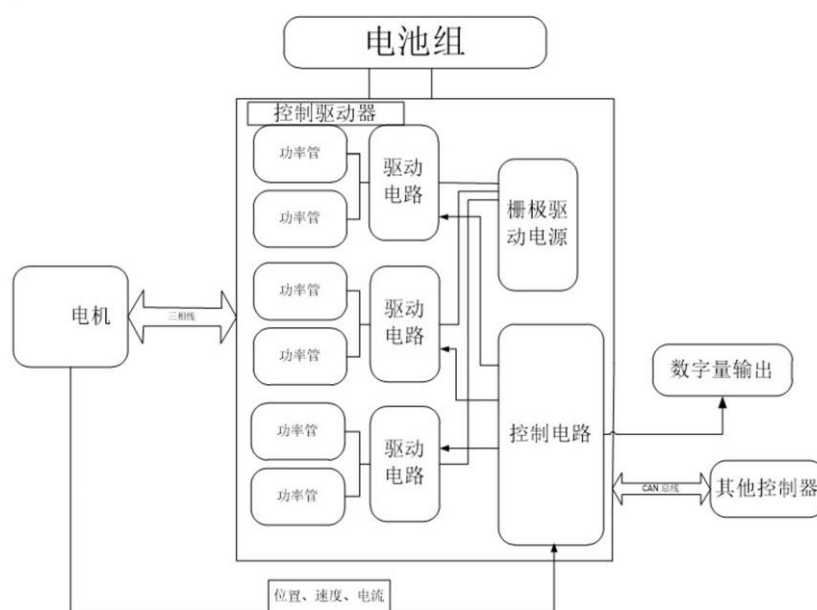 电池组
控制驱动器
功率管
驱动
电路
功率管
栅极驱
动电源
功率管
驱动
电路
功率管
电机
三相线
控制电路
数字量输出
功率管
驱动
电路
功率管
CAN 总线
其他控制器
位置、速度、电流